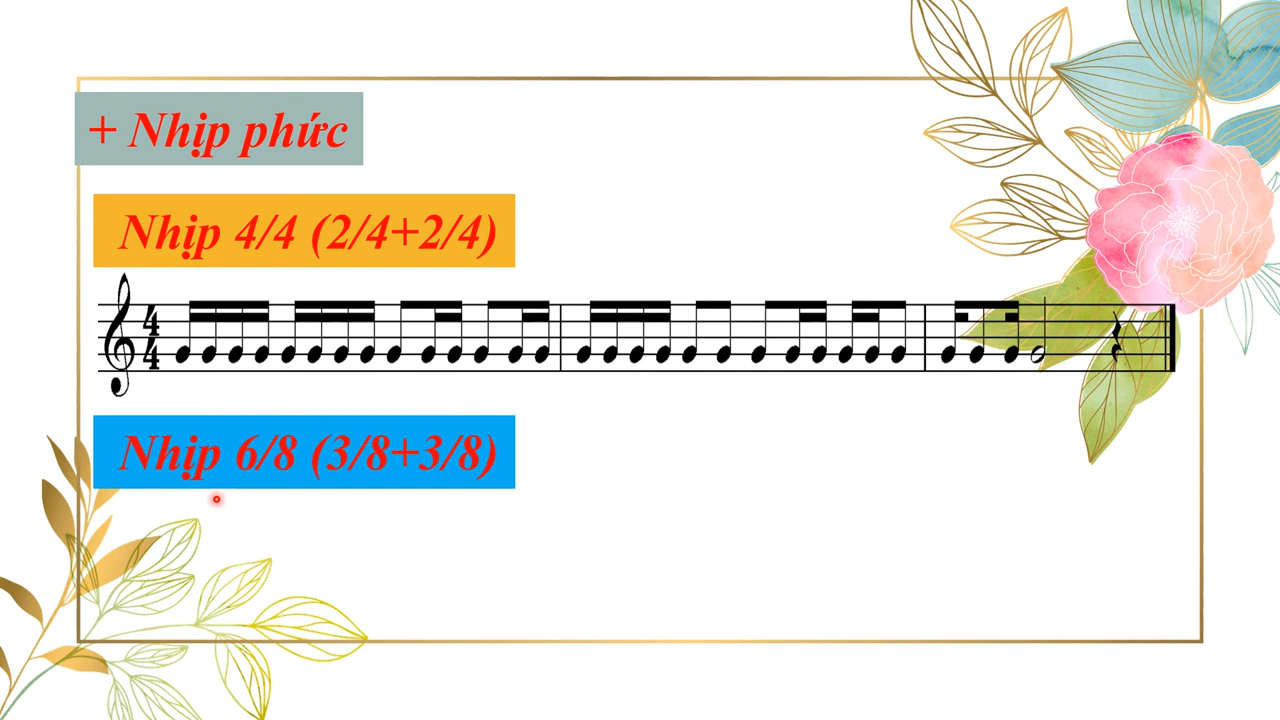 + Nhịp phức
Nhịp 4/4 (2/4+2/4)
4
4
Nhịp 6/8 (3/8+3/8)